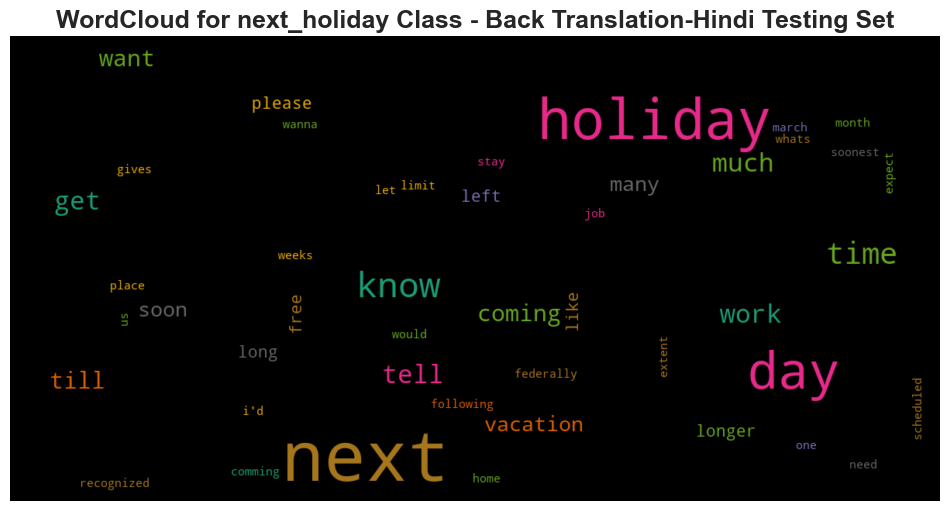 WordCloud for next_holiday Class - Back Translation-Hindi Testing Set
want
please
wanna
holiday
march
whats
month
soonest
expect
much
many
stay
gives
let
limit
left
job
get
time
weeks
know
place
us
soon
free
coming
like
work
would
long
extent
till
tell
federally
day
scheduled
i'd
following
vacation
longer
one
need
next
comming
home
recognized